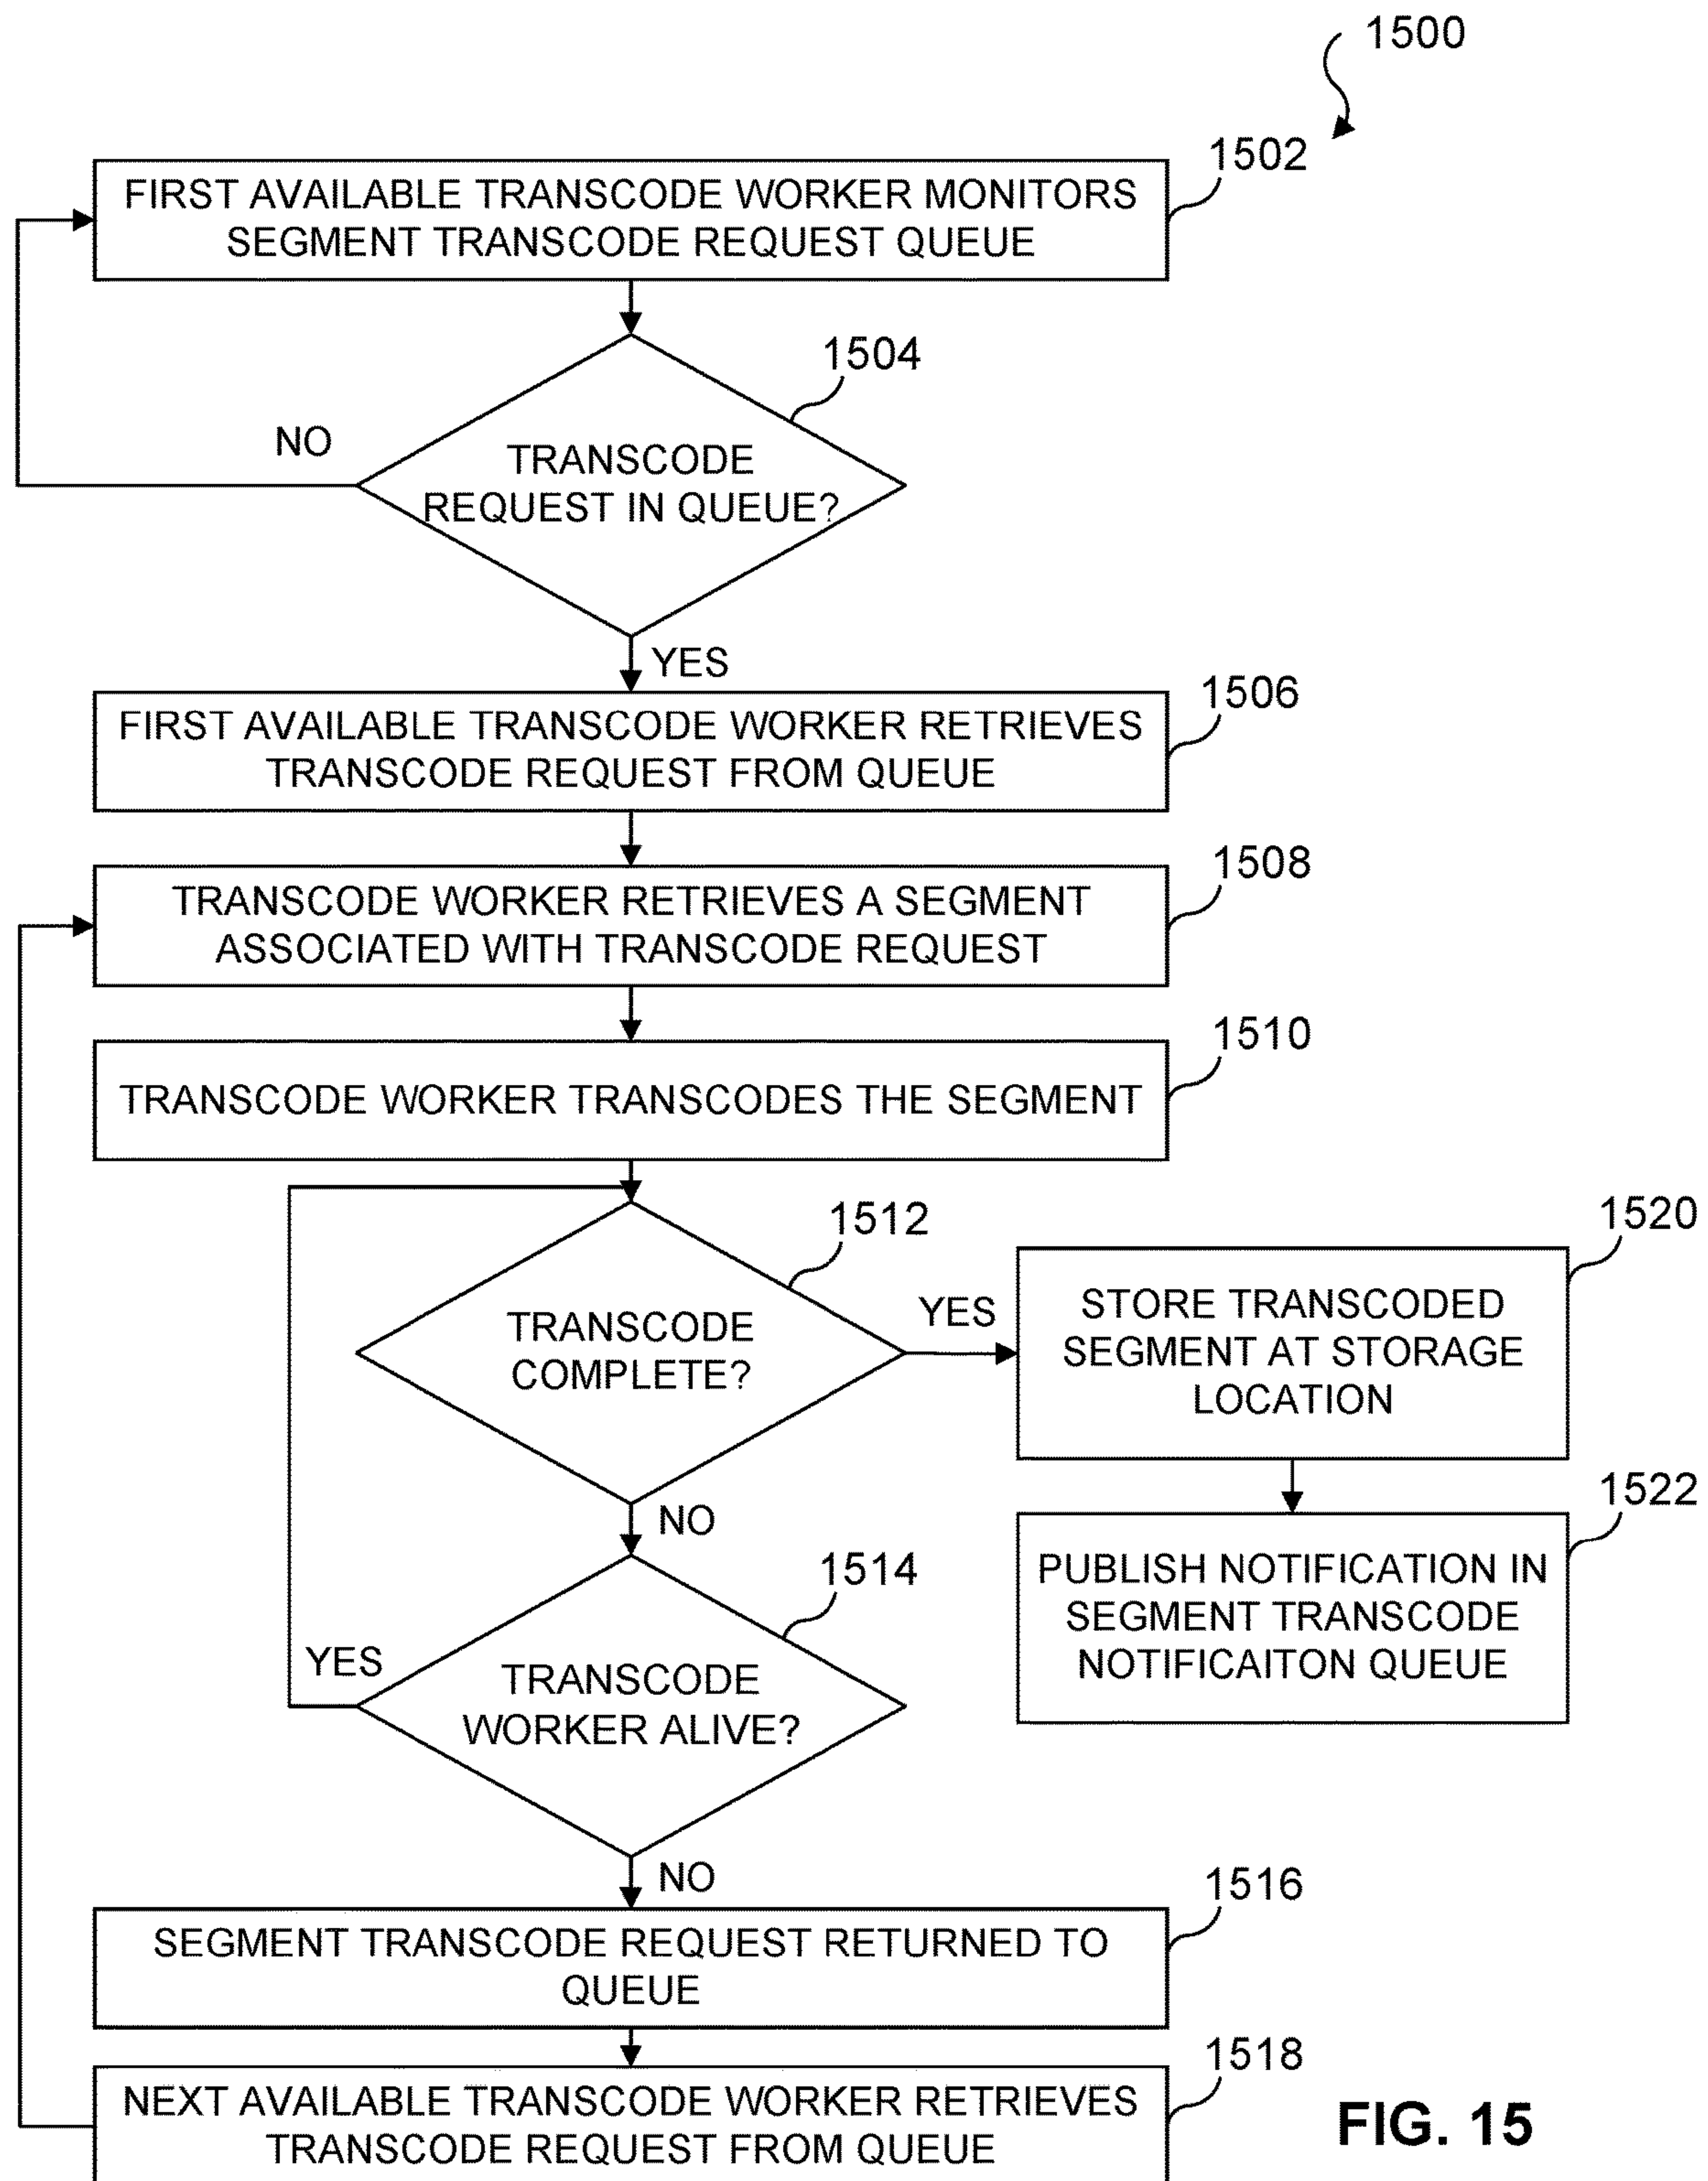 1500
1502
FIRST AVAILABLE TRANSCODE WORKER MONITORS
SEGMENT TRANSCODE REQUEST QUEUE
1504
NO
TRANSCODE
REQUEST IN QUEUE?
YES
1506
FIRST AVAILABLE TRANSCODE WORKER RETRIEVES
TRANSCODE REQUEST FROM QUEUE
1508
TRANSCODE WORKER RETRIEVES A SEGMENT
ASSOCIATED WITH TRANSCODE REQUEST
1510
TRANSCODE WORKER TRANSCODES THE SEGMENT
1512
TRANSCODE
COMPLETE?
YES
1520
STORE TRANSCODED
SEGMENT AT STORAGE
LOCATION
NO
1522
PUBLISH NOTIFICATION IN
SEGMENT TRANSCODE
NOTIFICAITON QUEUE
1514
YES
TRANSCODE
WORKER ALIVE?
NO
1516
SEGMENT TRANSCODE REQUEST RETURNED TO
QUEUE
1518
NEXT AVAILABLE TRANSCODE WORKER RETRIEVES
TRANSCODE REQUEST FROM QUEUE
FIG. 15